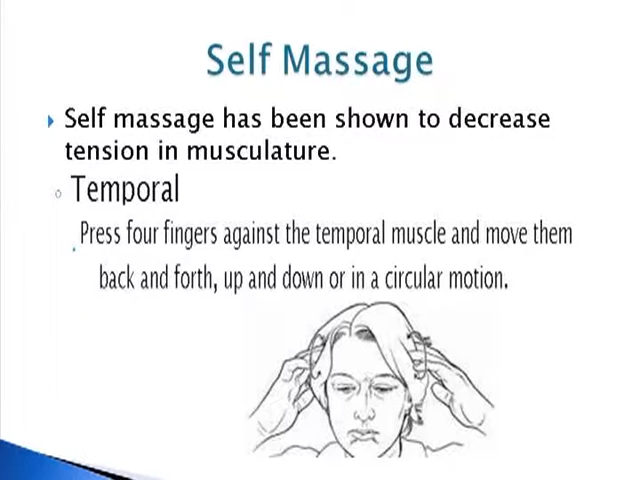 Self Massage
Self massage has been shown to decrease
tension in musculature.
Temporal
Press four fingers against the temporal muscle and move them
back and forth, up and down or in a circular motion.